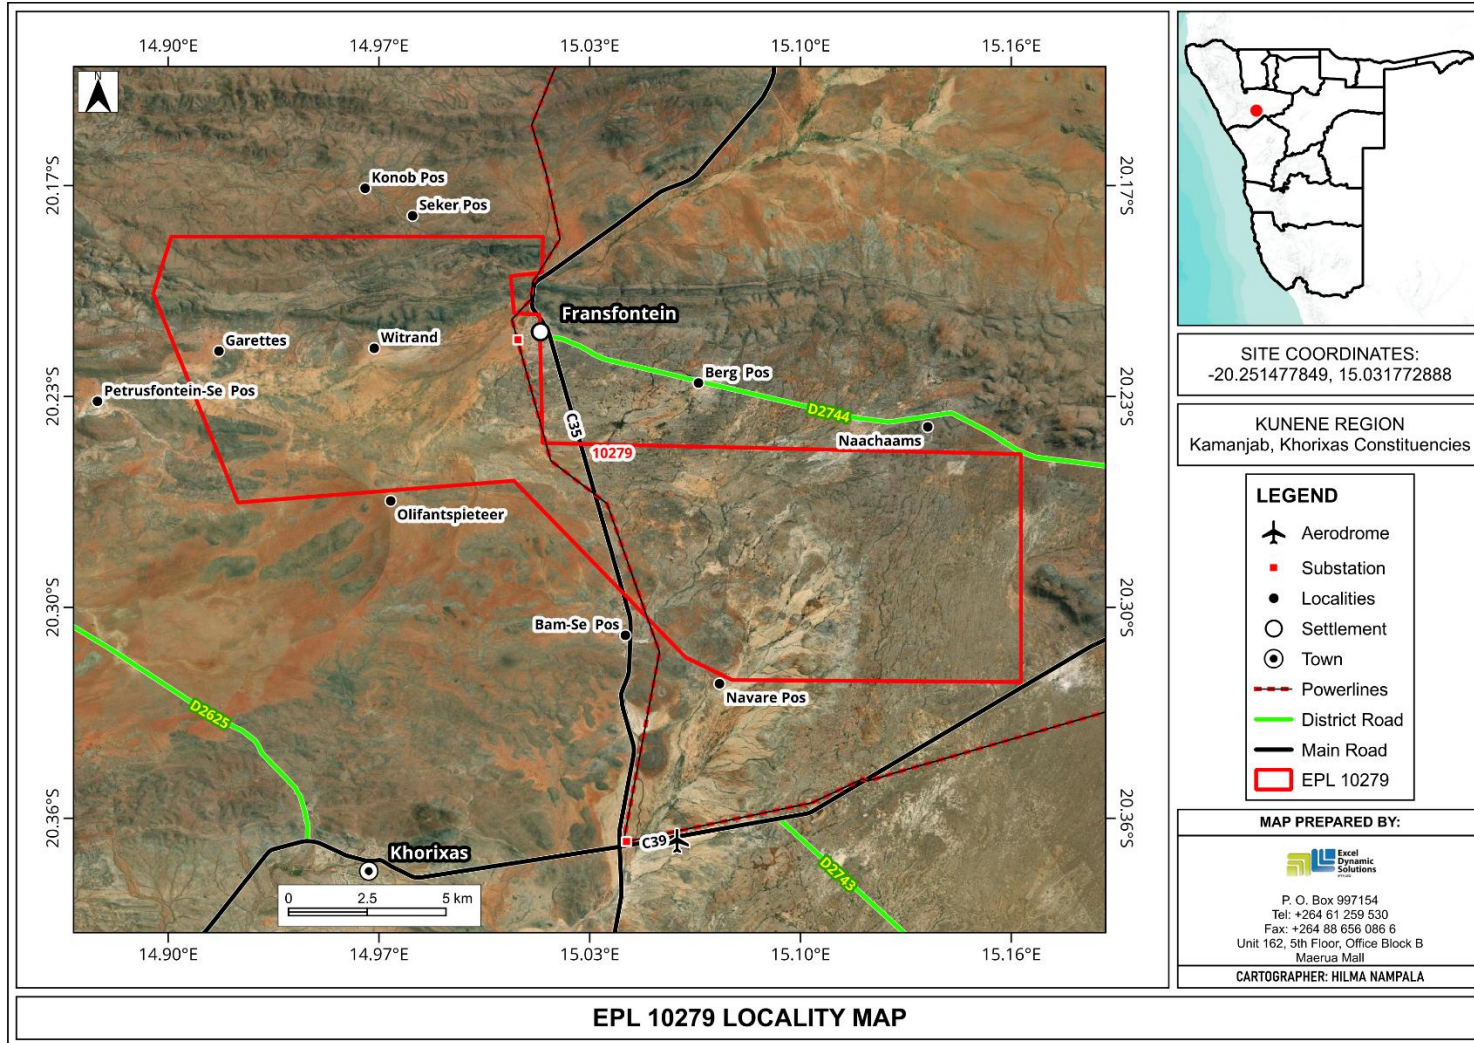 14.90°E
14.97°E
15.03°E
15.10°E
15.16°E
N
20.17°S
20.17°S
Konob Pos
Seker Pos
Fransfontein
Garettes
Witrand
Berg Pos
Petrusfontein-Se Pos
20.23°S
20.23°S
D2744
C35
Naachaams
10279
Olifantspieteer
20.30°S
20.30°S
Bam-Se Pos
Navare Pos
D2625
20.36°S
20.36°S
C39
Khorixas
D2743
0 2.5 5 km
14.90°E
14.97°E
15.03°E
15.10°E
15.16°E
SITE COORDINATES:
-20.251477849, 15.031772888
KUNENE REGION
Kamanjab, Khorixas Constituencies
LEGEND
Aerodrome
Substation
Localities
Settlement
Town
Powerlines
District Road
Main Road
EPL 10279
MAP PREPARED BY:
Excel
Dynamic
Solutions
P. O. Box 997154
Tel: +264 61 259 530
Fax: +264 88 656 086 6
Unit 162, 5th Floor, Office Block B
Maerua Mall
CARTOGRAPHER: HILMA NAMPALA
EPL 10279 LOCALITY MAP